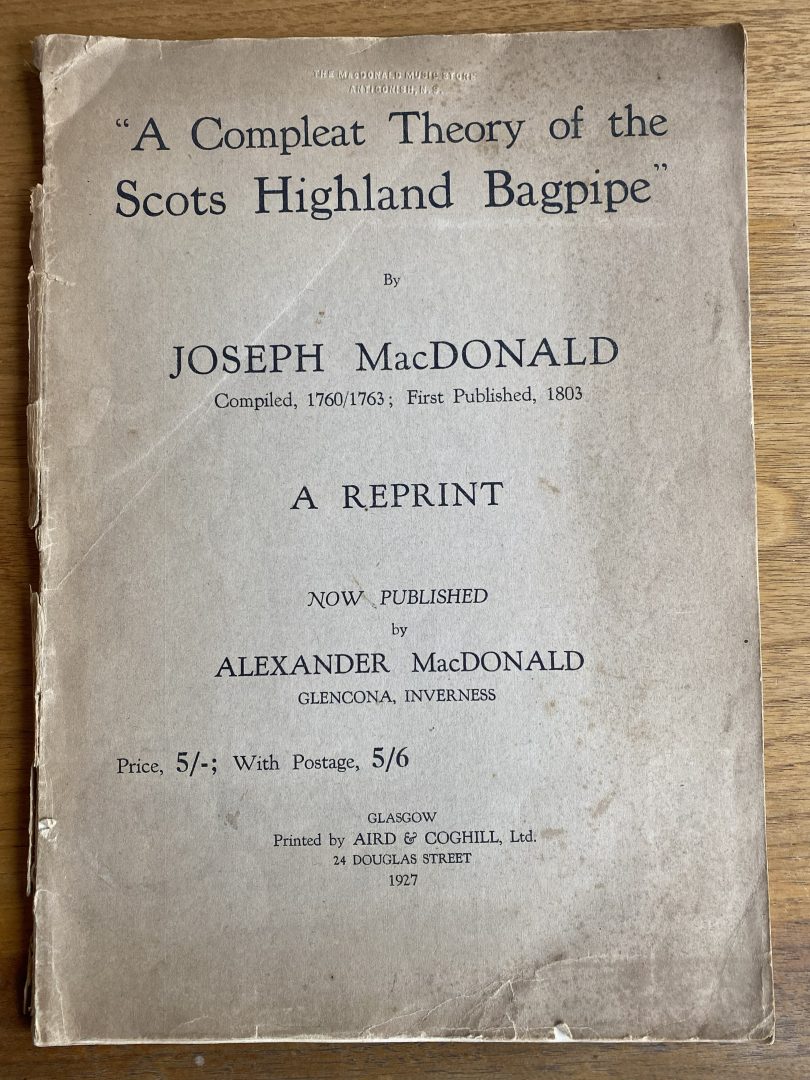 THE MACDONALD MUSIC STORE
ANTIGONISH, N. S.
"A Compleat Theory of the
Scots Highland Bagpipe"
By
JOSEPH MacDONALD
Compiled, 1760/1763; First Published, 1803
A REPRINT
NOW PUBLISHED
by
ALEXANDER MacDONALD
GLENCONA, INVERNESS
Price, 5/-; With Postage, 5/6
GLASGOW
Printed by AIRD & COGHILL, Ltd.
24 DOUGLAS STREET
1927